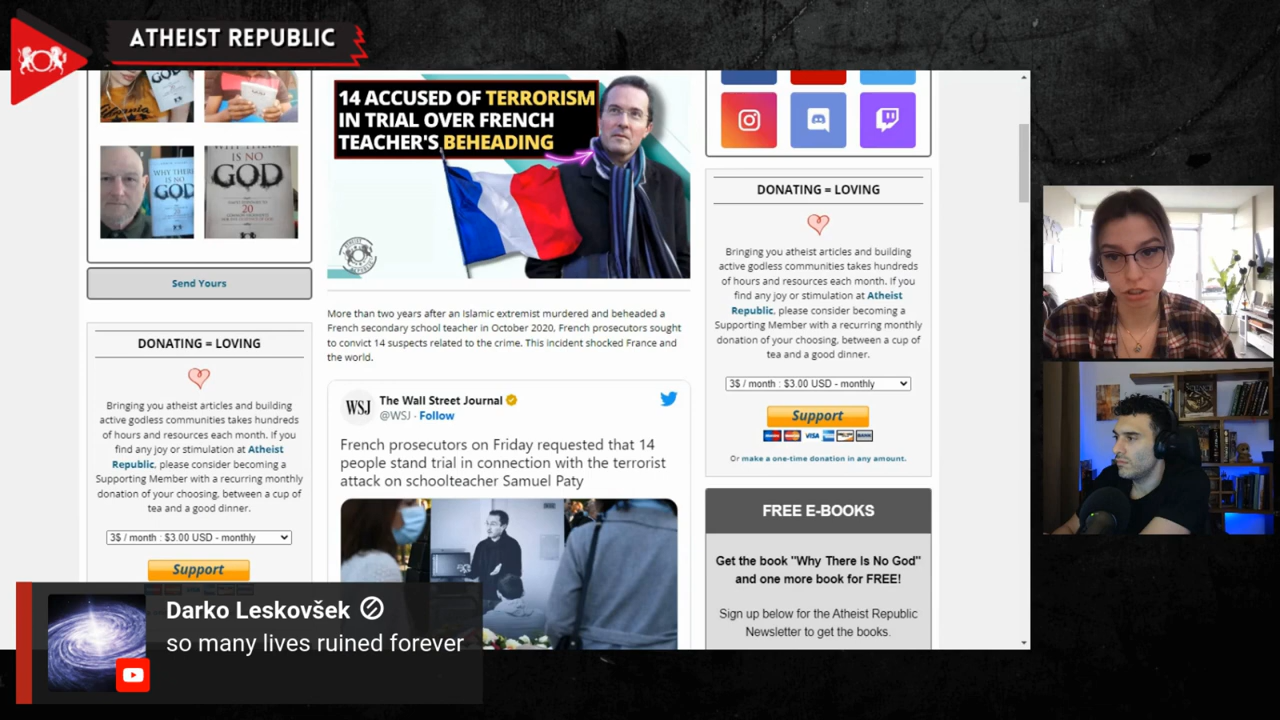 ATHEIST REPUBLIC
WHY THERE
IS NO
GOD
20
Send Yours
DONATING = LOVING
Bringing you atheist articles and building
active godless communities takes hundreds
of hours and resources each month. If you
find any joy or stimulation at Atheist
Republic, please consider becoming a
Supporting Member with a recurring monthly
donation of your choosing, between a cup of
tea and a good dinner.
3$ / month : $3.00 USD - monthly
Support
14 ACCUSED OF TERRORISM
IN TRIAL OVER FRENCH
TEACHER'S BEHEADING
More than two years after an Islamic extremist murdered and beheaded a
French secondary school teacher in October 2020, French prosecutors sought
to convict 14 suspects related to the crime. This incident shocked France and
the world.
WSJ
The Wall Street Journal
@WSJ · Follow
French prosecutors on Friday requested that 14
people stand trial in connection with the terrorist
attack on schoolteacher Samuel Paty
DONATING = LOVING
Bringing you atheist articles and building
active godless communities takes hundreds
of hours and resources each month. If you
find any joy or stimulation at Atheist
Republic, please consider becoming a
Supporting Member with a recurring monthly
donation of your choosing, between a cup of
tea and a good dinner.
3$ / month : $3.00 USD - monthly
Support
VISA
Or make a one-time donation in any amount.
FREE E-BOOKS
Get the book "Why There Is No God"
and one more book for FREE!
Sign up below for the Atheist Republic
Newsletter to get the books.
Darko Leskovšek
so many lives ruined forever